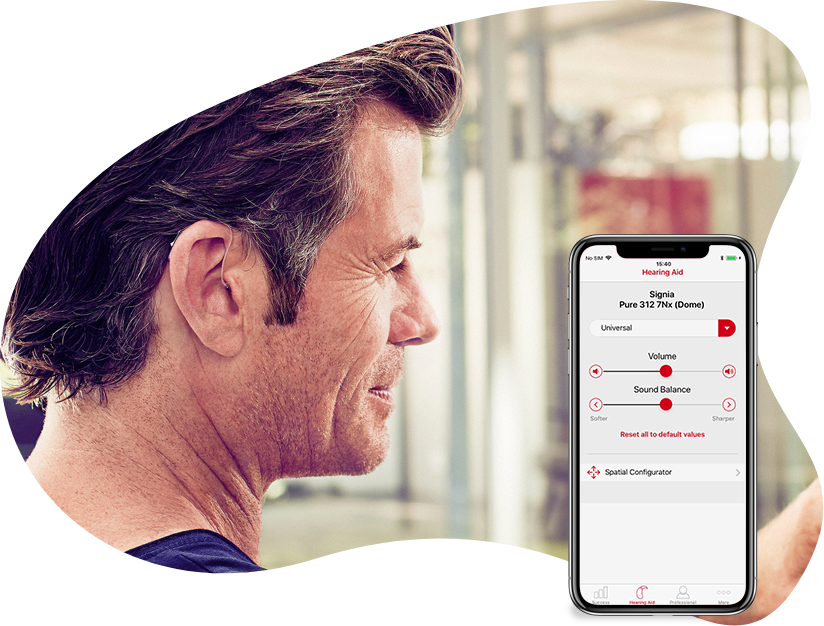 No SIM
15:40
Hearing Aid
Signia
Pure 312 7Nx (Dome)
Universal
Volume
Sound Balance
Softer Sharper
Reset all to default values
Spatial Configurator
Success Hearing Aid Professional More